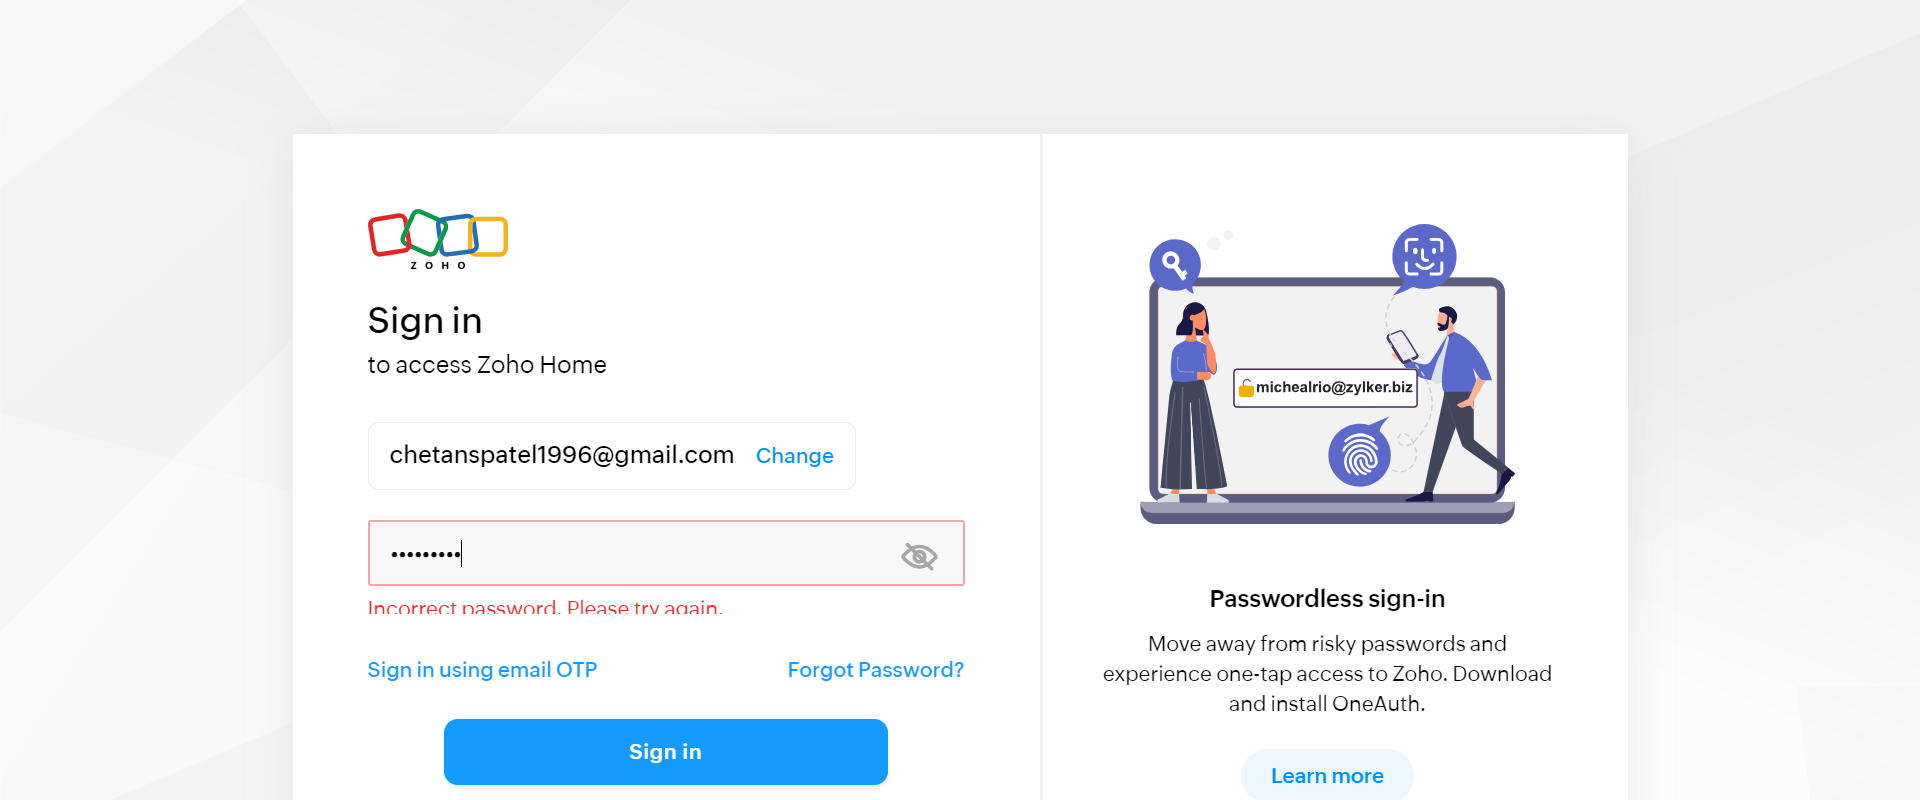 ZOHO
Sign in
to access Zoho Home
chetanspatel1996@gmail.com Change
•••••••••
Incorrect password. Please try again.
Sign in using email OTP Forgot Password?
Sign in
michealrio@zylker.biz
Passwordless sign-in
Move away from risky passwords and
experience one-tap access to Zoho. Download
and install OneAuth.
Learn more